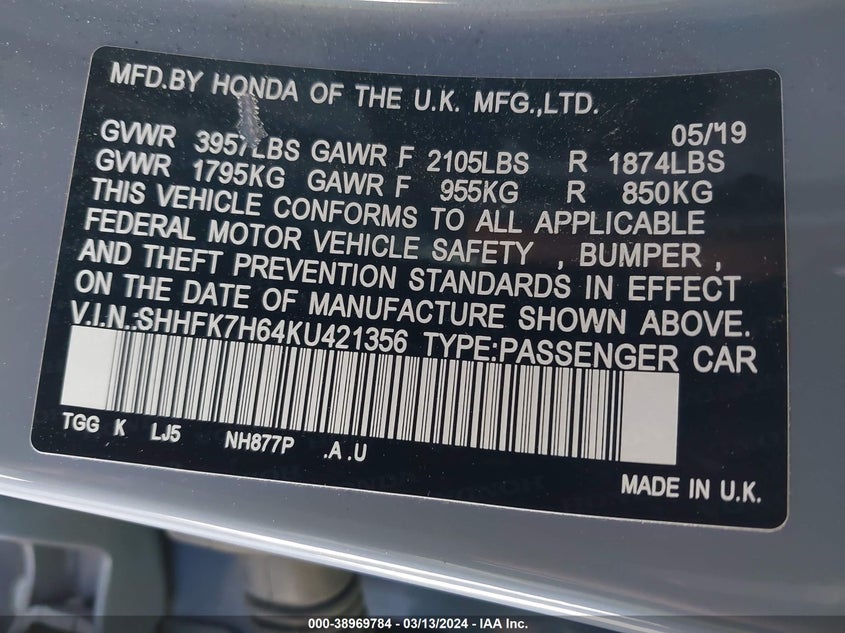 MFD.BY HONDA OF THE U.K. MFG.,LTD.
05/'19
GVWR 3957LBS GAWR F 2105LBS R 1874LBS
GVWR 1795KG GAWR F 955KG R 850KG
THIS VEHICLE CONFORMS TO ALL APPLICABLE
FEDERAL MOTOR VEHICLE SAFETY , BUMPER ,
AND THEFT PREVENTION STANDARDS IN EFFECT
ON THE DATE OF MANUFACTURE SHOWN ABOVE.
V.I.N.:SHHFK7H64KU421356 TYPE:PASSENGER CAR
TGG K LJ5 NH877P .A.U
MADE IN U.K.
000-38969784 / 03/13/2024 - IAA Inc.